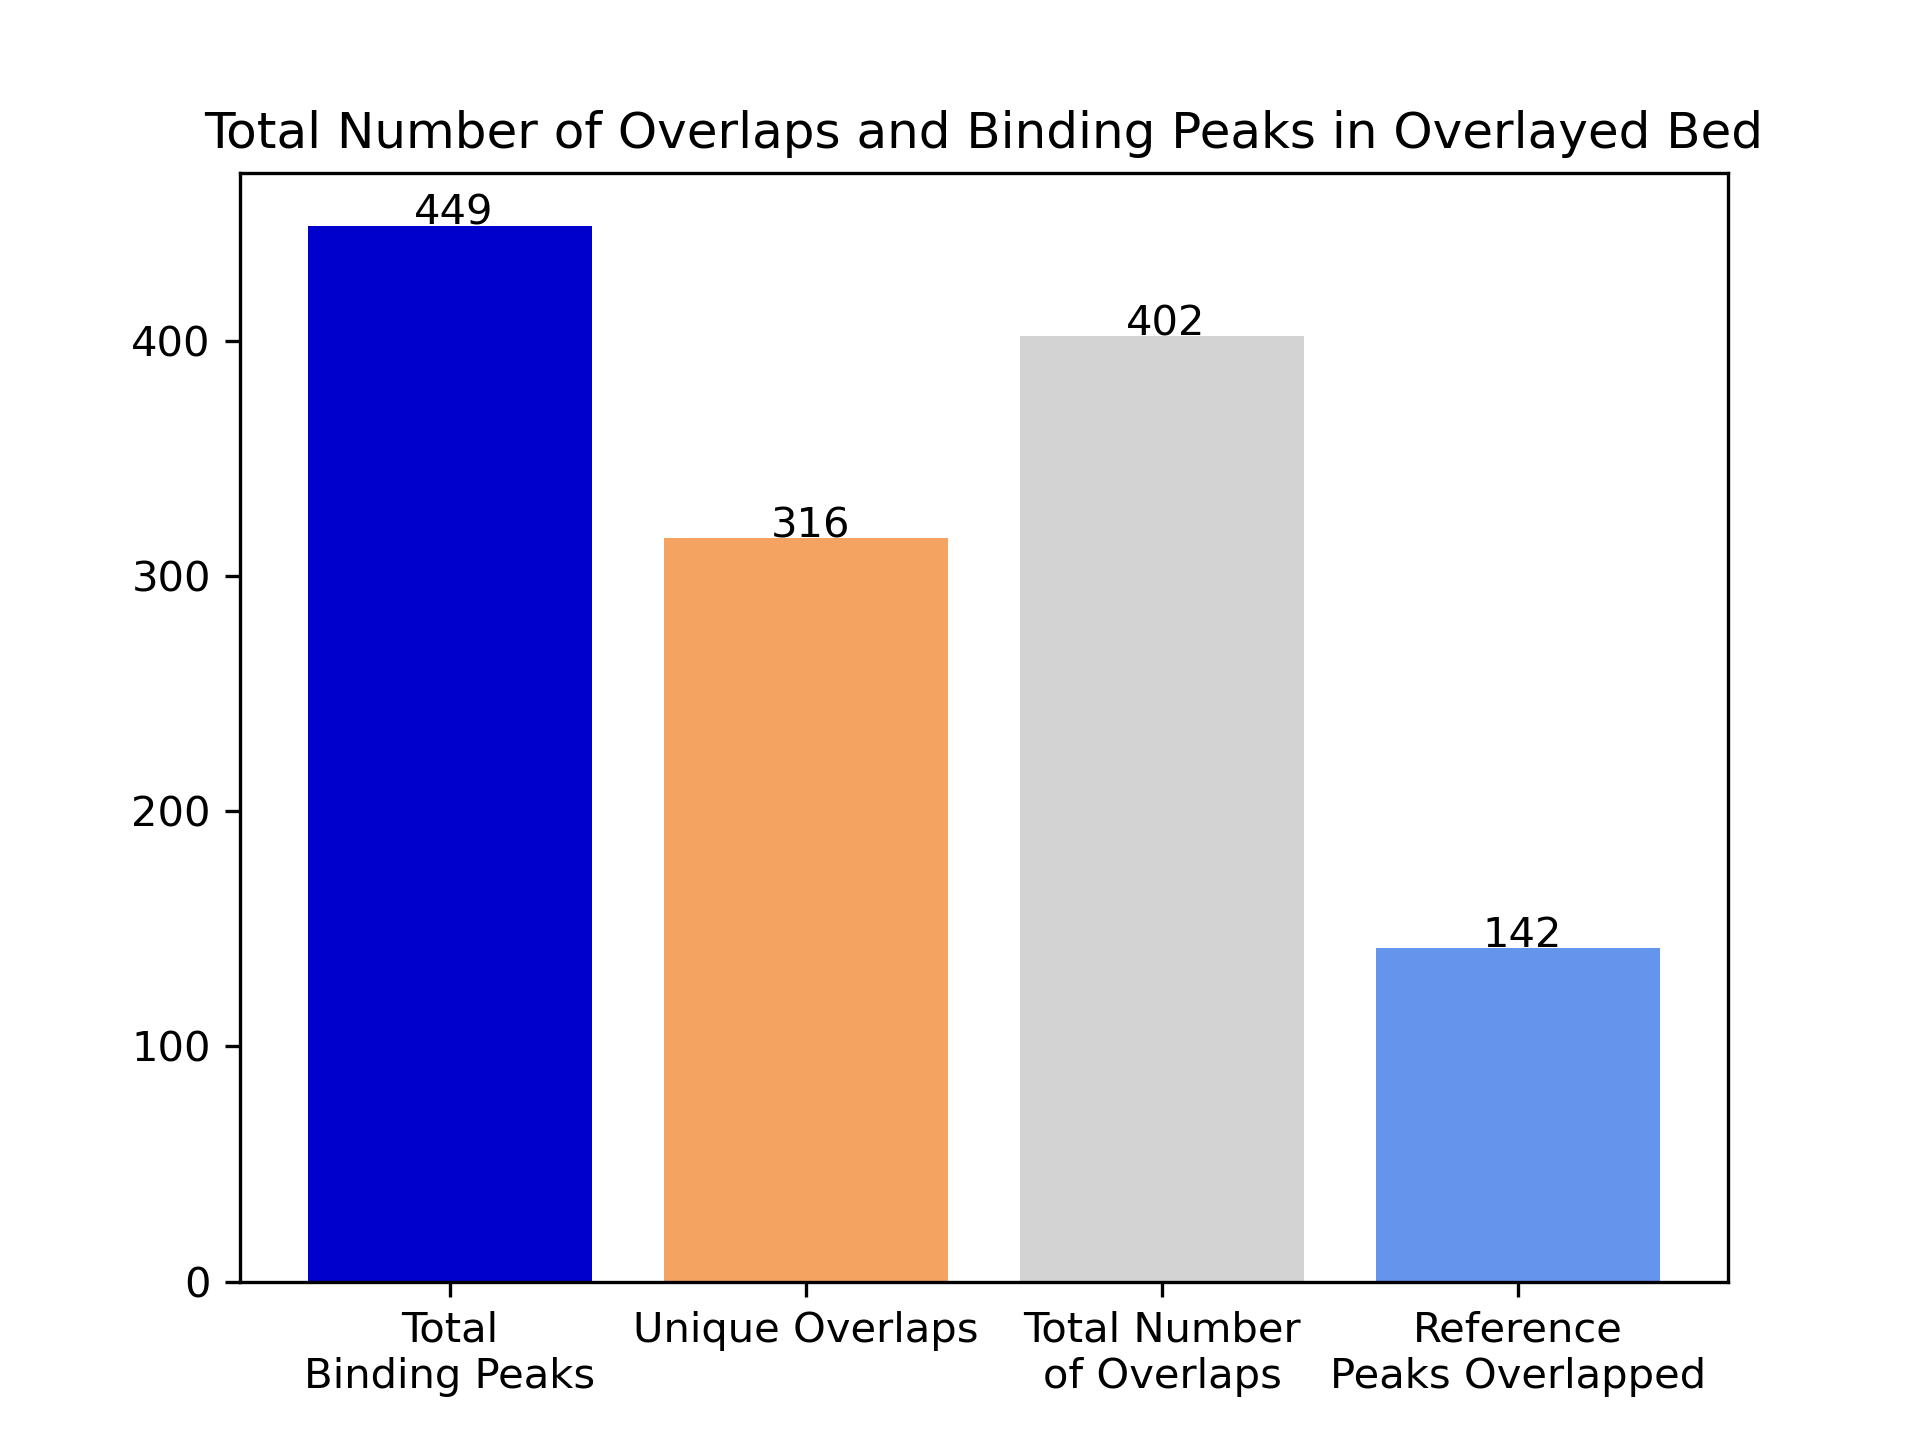 Total Number of Overlaps and Binding Peaks in Overlayed Bed
449
402
316
142
400
300
200
100
0
Total
Binding Peaks
Unique Overlaps
Total Number
of Overlaps
Reference
Peaks Overlapped